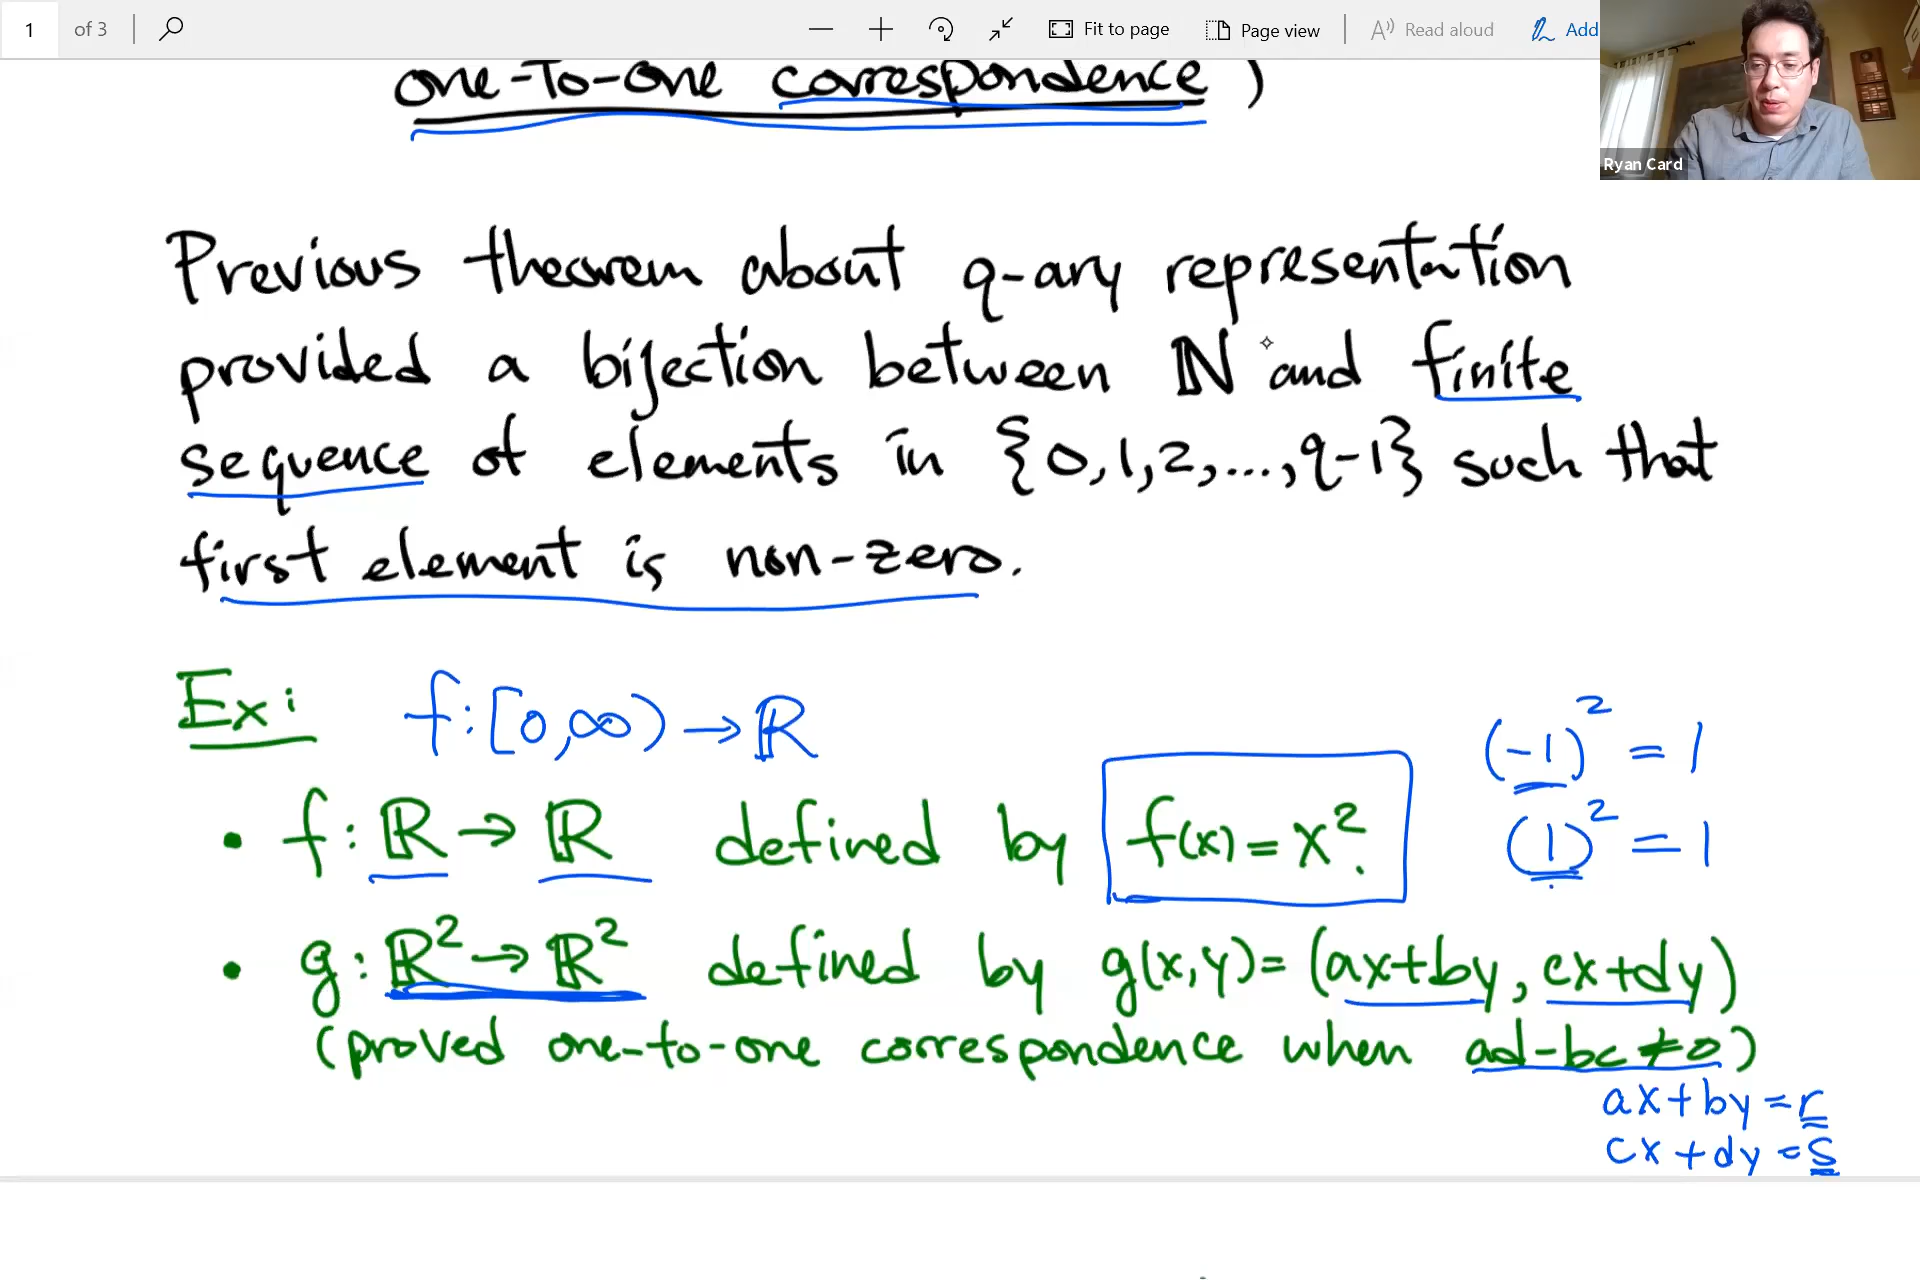 1 of 3 Fit to page Page view Read aloud Add
one-to-one correspondence )
Ryan Card
Previous theorem about q-ary representation
provided a bijection between ℕ and finite
sequence of elements in {0,1,2,...,q-1} such that
first element is non-zero.
Ex: f:[0,∞)→ℝ
(-1)² = 1
• f:ℝ→ℝ defined by f(x)=x².
(1)² = 1
• g:ℝ²→ℝ² defined by g(x,y)=(ax+by, cx+dy)
(proved one-to-one correspondence when ad-bc≠0)
ax+by=r
cx+dy=s